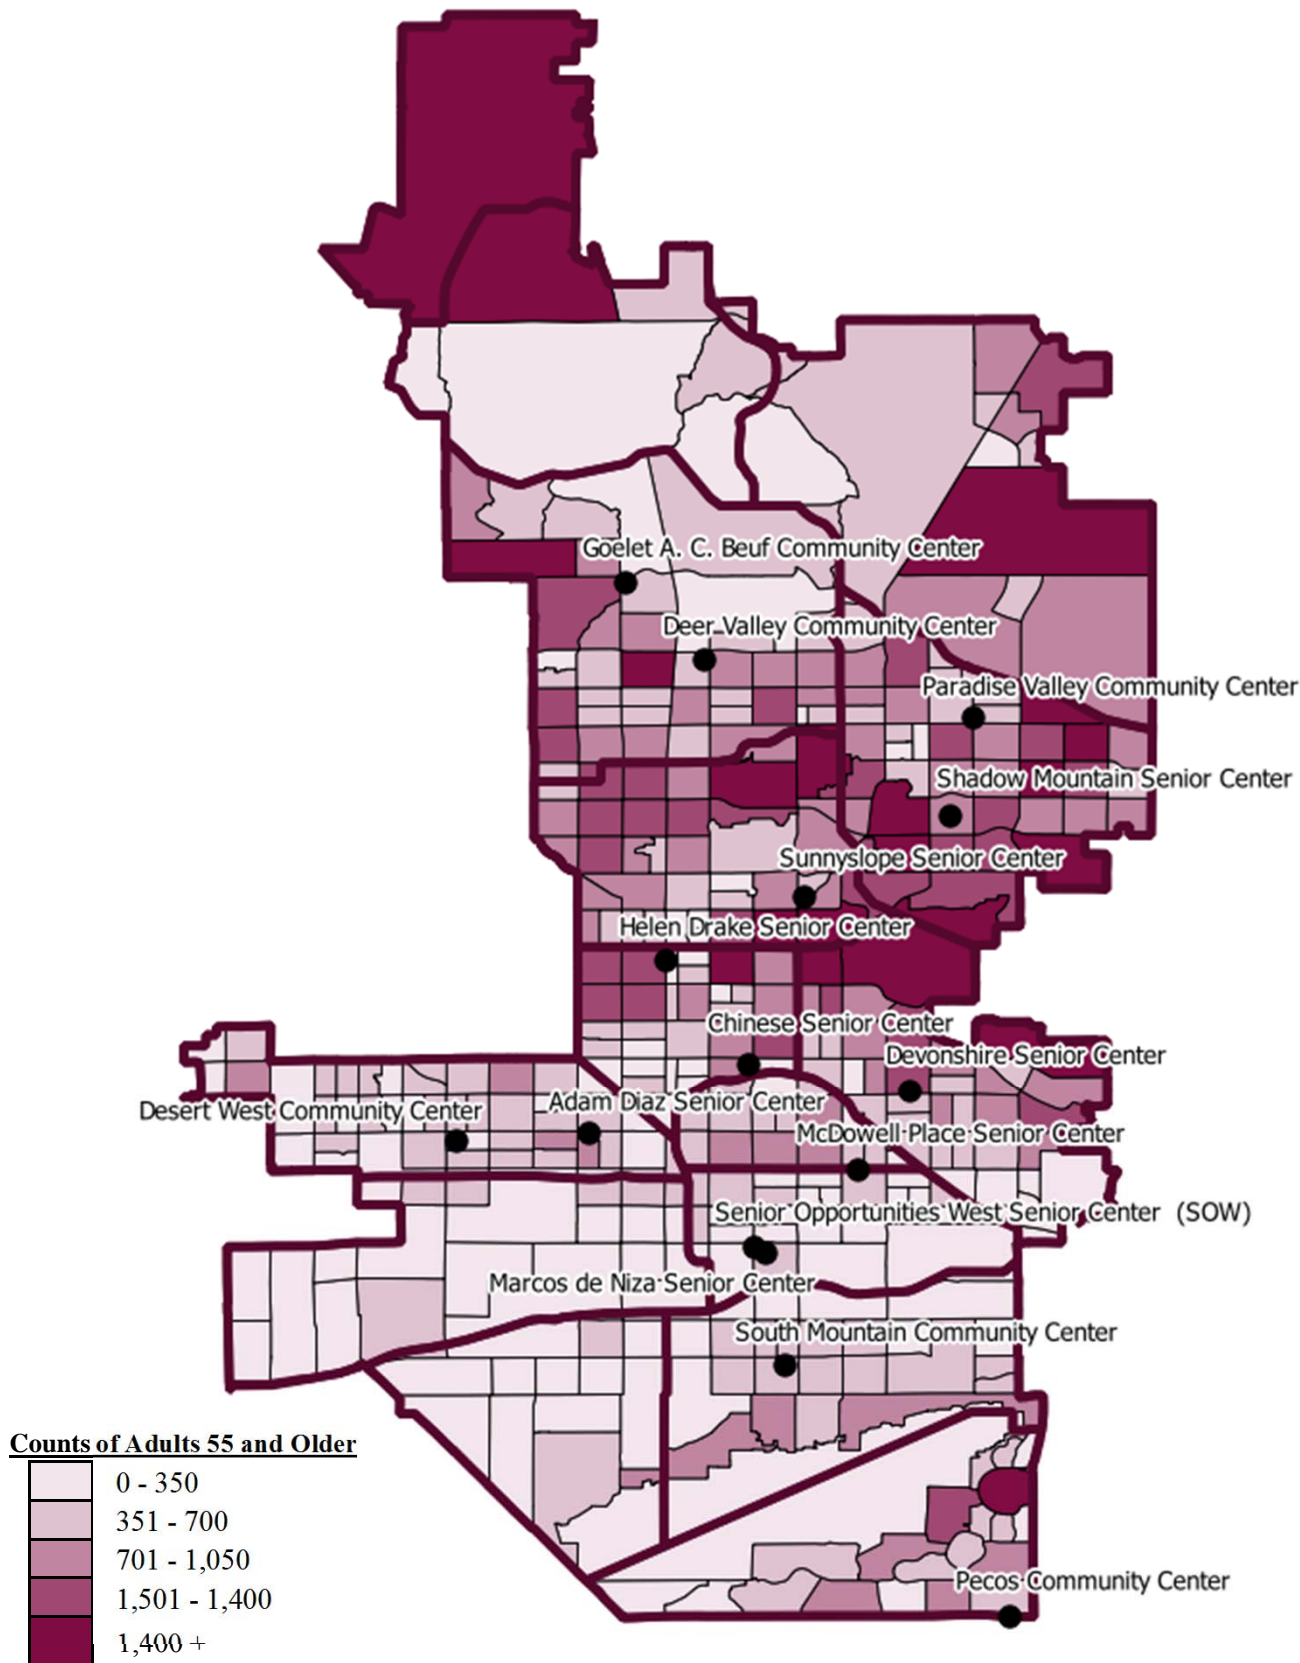 Goelet A. C. Beuf Community Center
Deer Valley Community Center
Paradise Valley Community Center
Shadow Mountain Senior Center
Sunnyslope Senior Center
Helen Drake Senior Center
Chinese Senior Center
Devonshire Senior Center
Adam Diaz Senior Center
Desert West Community Center
McDowell Place Senior Center
Senior Opportunities West Senior Center (SOW)
Marcos de Niza Senior Center
South Mountain Community Center
Counts of Adults 55 and Older
0 - 350
351 - 700
701 - 1,050
1,501 - 1,400
1,400 +
Pecos Community Center